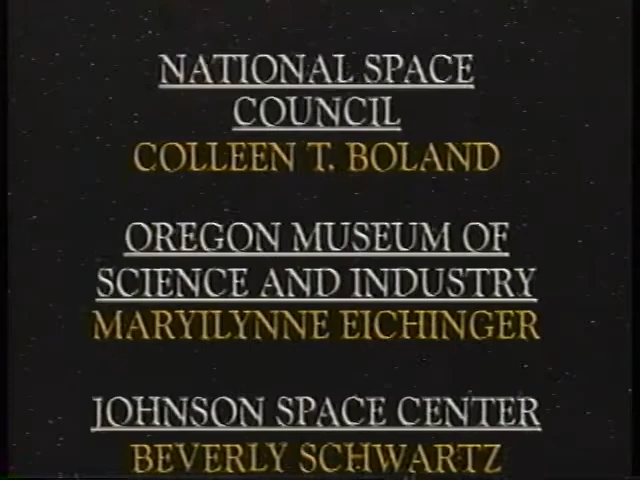 NATIONAL SPACE
COUNCIL
COLLEEN T. BOLAND
OREGON MUSEUM OF
SCIENCE AND INDUSTRY
MARYILYNNE EICHINGER
JOHNSON SPACE CENTER
BEVERLY SCHWARTZ